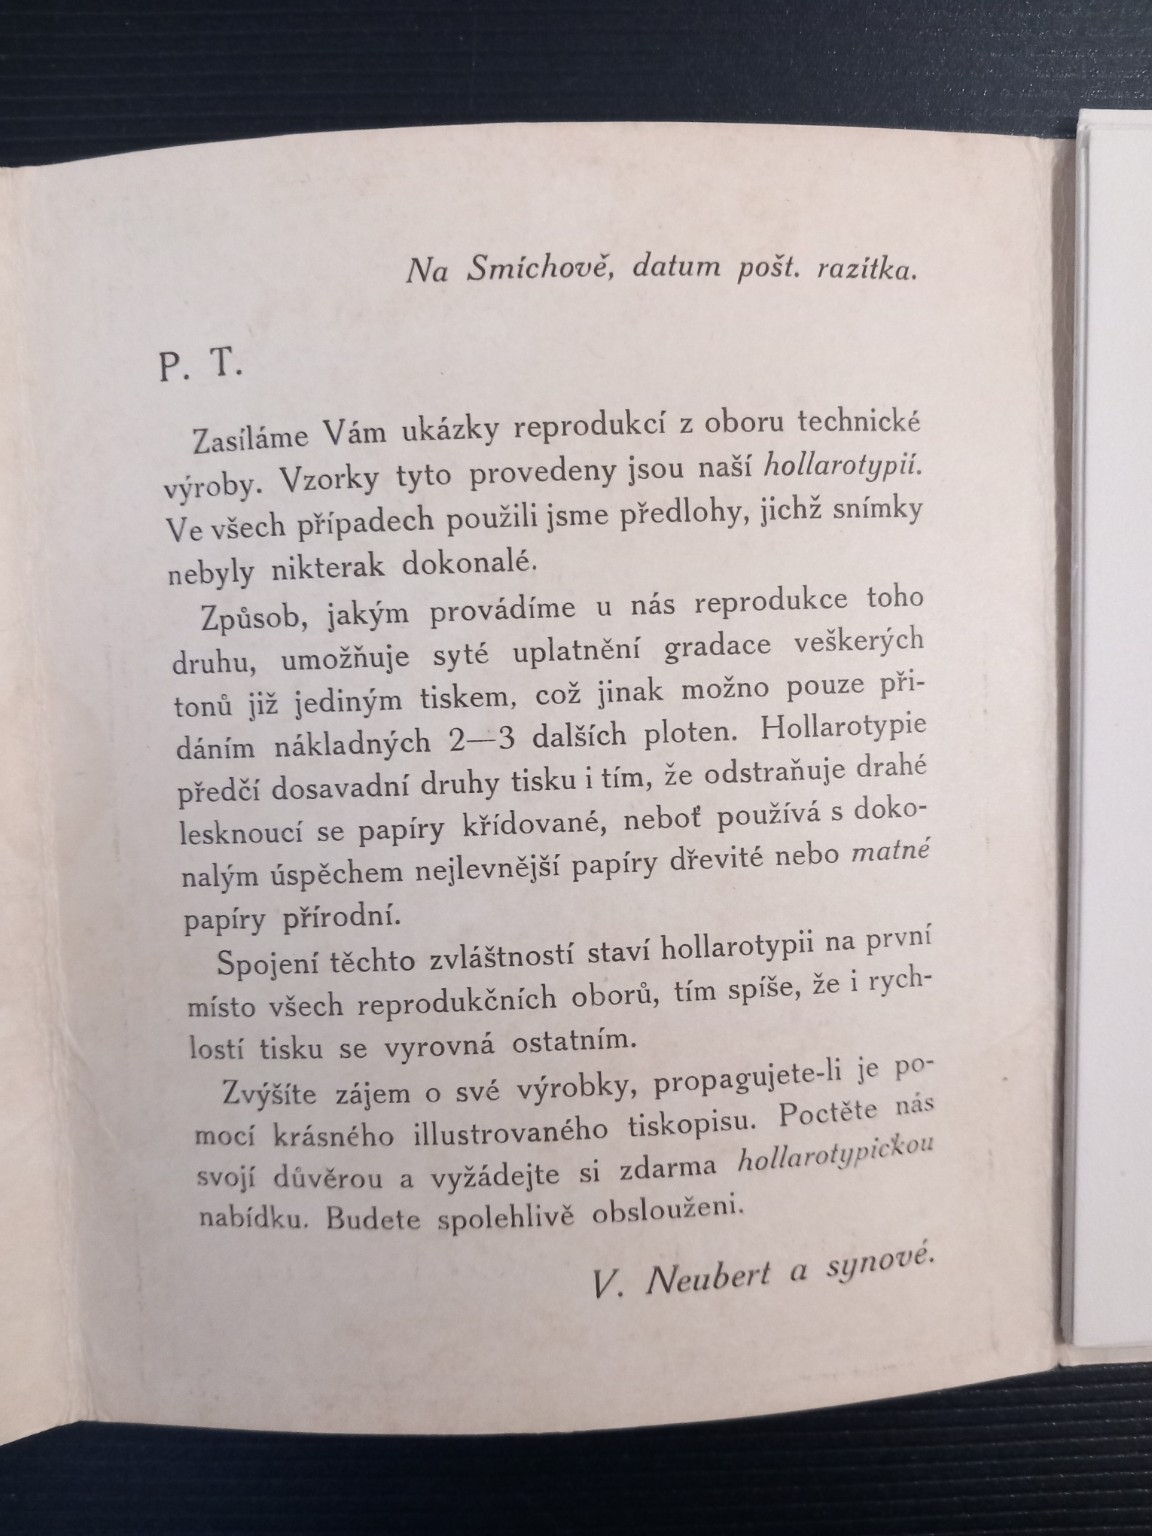 Na Smíchově, datum pošt. razítka.
P. T.
Zasíláme Vám ukázky reprodukcí z oboru technické
výroby. Vzorky tyto provedeny jsou naší hollarotypií.
Ve všech případech použili jsme předlohy, jichž snímky
nebyly nikterak dokonalé.
Způsob, jakým provádíme u nás reprodukce toho
druhu, umožňuje syté uplatnění gradace veškerých
tonů již jediným tiskem, což jinak možno pouze při-
dáním nákladných 2—3 dalších ploten. Hollarotypie
předčí dosavadní druhy tisku i tím, že odstraňuje drahé
lesknoucí se papíry křídované, neboť používá s doko-
nalým úspěchem nejlevnější papíry dřevité nebo matné
papíry přírodní.
Spojení těchto zvláštností staví hollarotypii na první
místo všech reprodukčních oborů, tím spíše, že i rych-
lostí tisku se vyrovná ostatním.
Zvýšíte zájem o své výrobky, propagujete-li je po-
mocí krásného illustrovaného tiskopisu. Poctěte nás
svojí důvěrou a vyžádejte si zdarma hollarotypickou
nabídku. Budete spolehlivě obslouženi.
V. Neubert a synové.